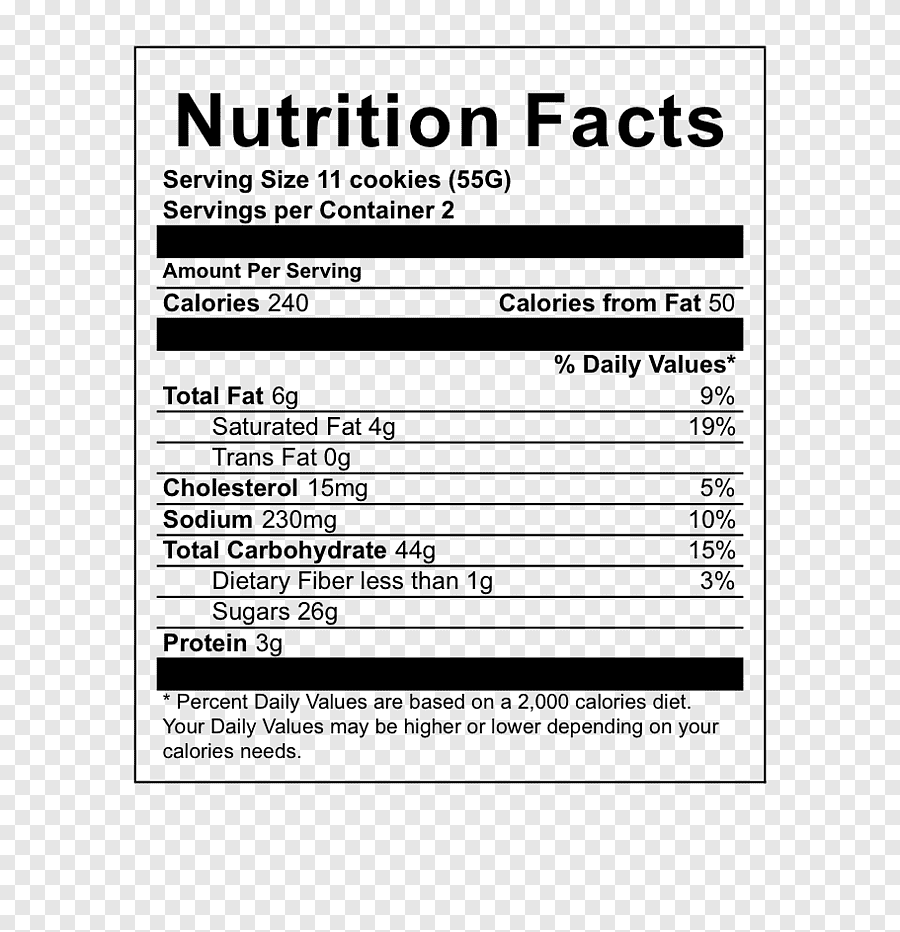 Nutrition Facts
Serving Size 11 cookies (55G)
Servings per Container 2
Amount Per Serving
Calories 240 Calories from Fat 50
% Daily Values*
Total Fat 6g 9%
Saturated Fat 4g 19%
Trans Fat 0g
Cholesterol 15mg 5%
Sodium 230mg 10%
Total Carbohydrate 44g 15%
Dietary Fiber less than 1g 3%
Sugars 26g
Protein 3g
* Percent Daily Values are based on a 2,000 calories diet.
Your Daily Values may be higher or lower depending on your
calories needs.